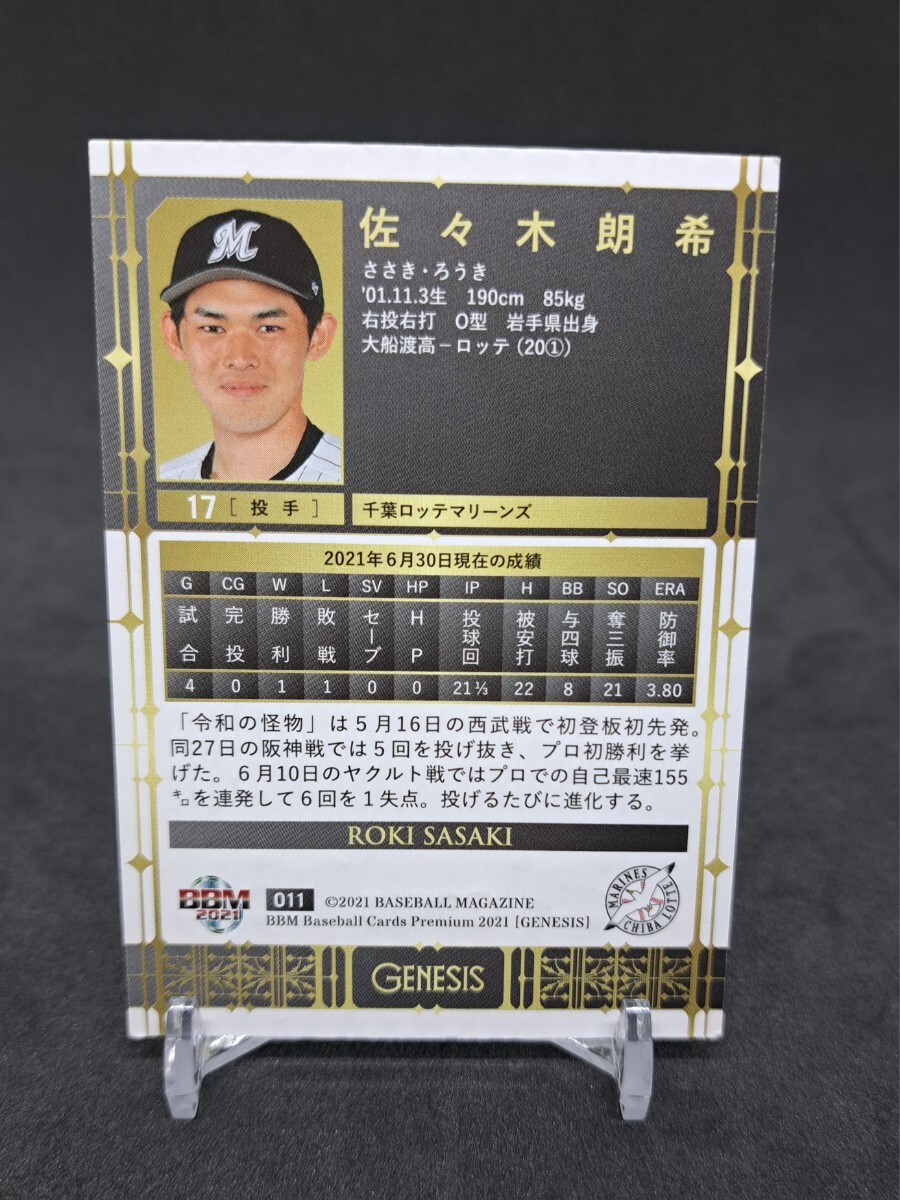 M
佐々木朗希
ささき・ろうき
'01.11.3生 190cm 85kg
右投右打 O型 岩手県出身
大船渡高－ロッテ（20①）
17［投手］
千葉ロッテマリーンズ
2021年6月30日現在の成績
G CG W L SV HP IP H BB SO ERA
試合 完投 勝利 敗戦 セーブ HP 投球回 被安打 与四球 奪三振 防御率
4 0 1 1 0 0 21⅓ 22 8 21 3.80
「令和の怪物」は５月16日の西武戦で初登板初先発。
同27日の阪神戦では５回を投げ抜き、プロ初勝利を挙
げた。６月10日のヤクルト戦ではプロでの自己最速155
㌔を連発して６回を１失点。投げるたびに進化する。
ROKI SASAKI
BBM
2021
011 ©2021 BASEBALL MAGAZINE
BBM Baseball Cards Premium 2021 [GENESIS]
MARINES
CHIBA LOTTE
GENESIS